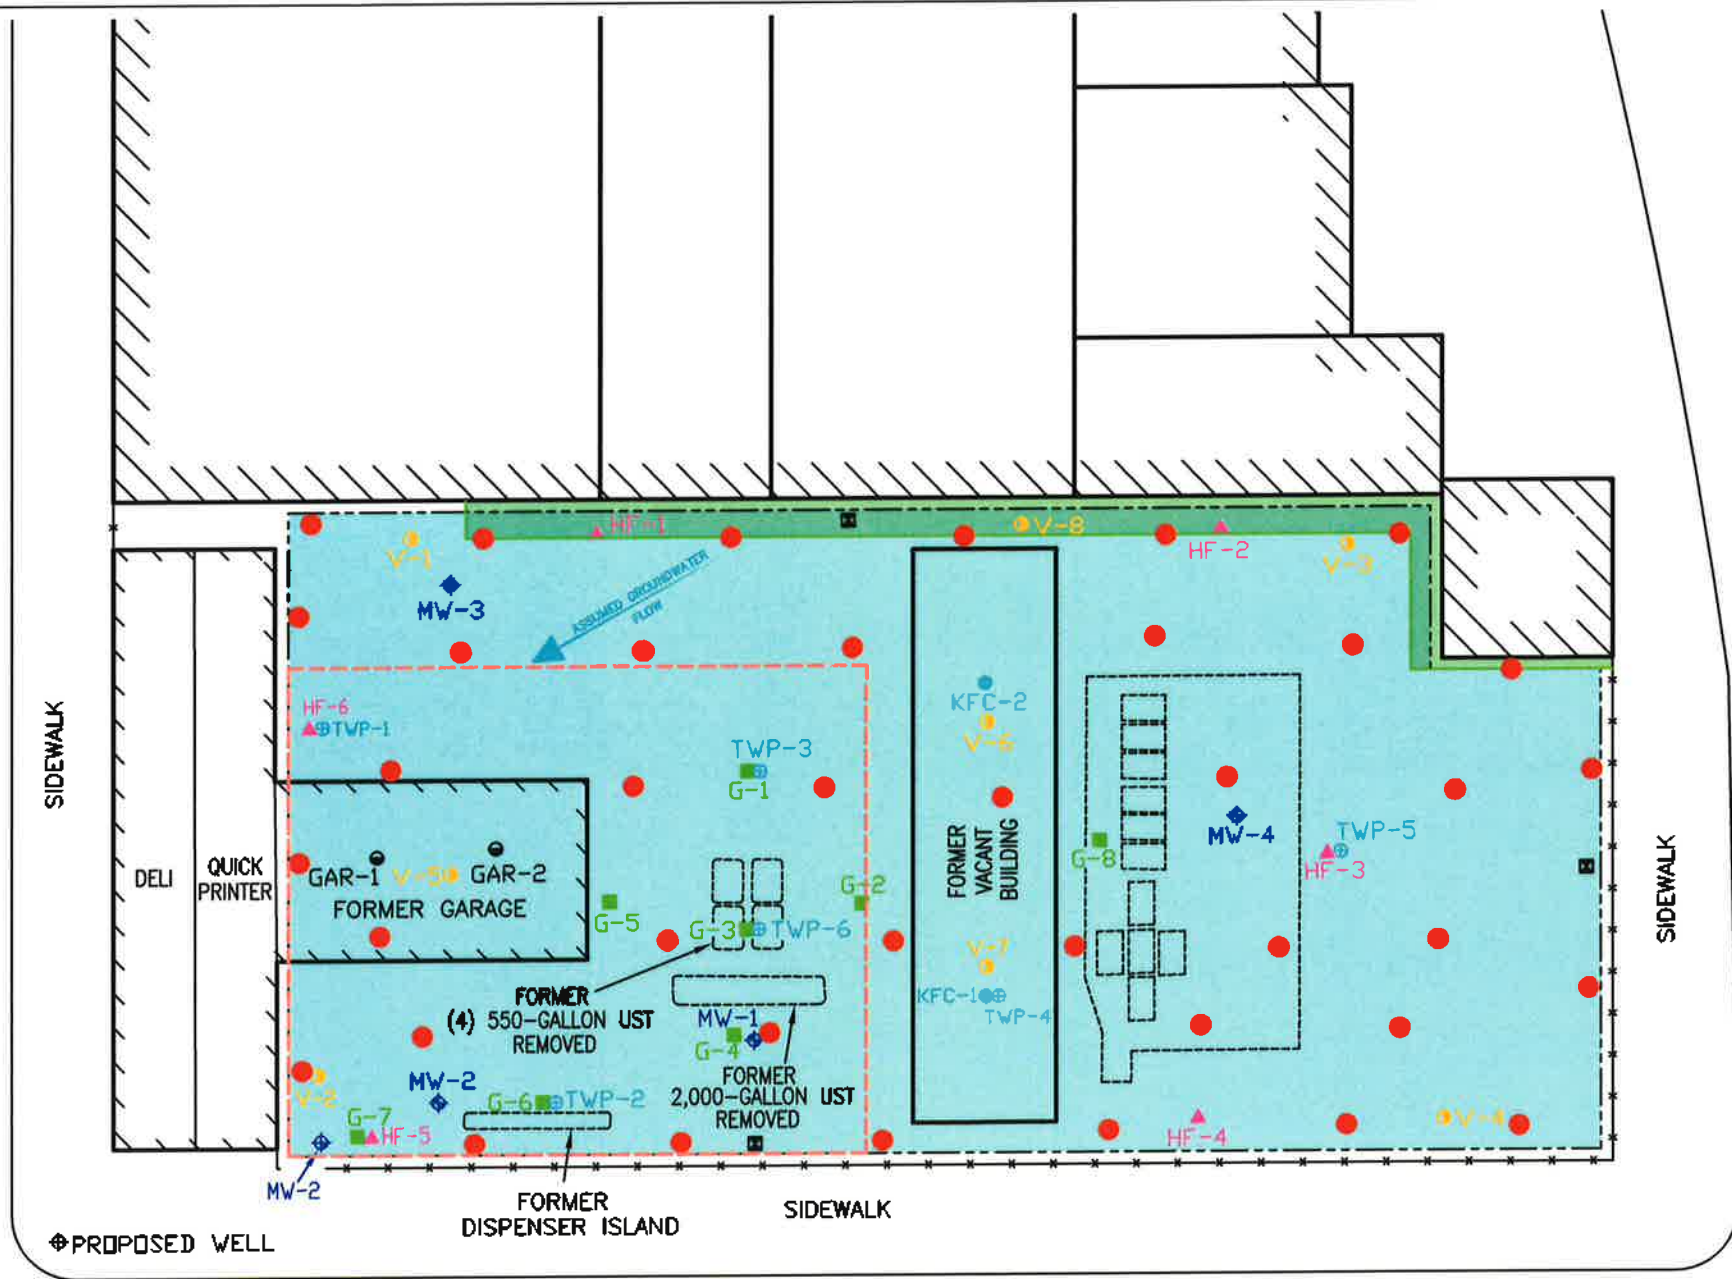 HF-1
V-8
HF-2
V-1
V-3
MW-3
ASSUMED GROUNDWATER
FLOW
HF-6
TWP-1
KFC-2
V-6
TWP-3
G-1
SIDEWALK
DELI
QUICK
PRINTER
GAR-1
V-5
GAR-2
FORMER GARAGE
G-5
G-2
G-3
TWP-6
FORMER
VACANT
BUILDING
G-8
MW-4
TWP-5
HF-3
SIDEWALK
V-7
KFC-1
TWP-4
FORMER
(4) 550-GALLON UST
REMOVED
MW-1
G-4
FORMER
2,000-GALLON UST
REMOVED
V-2
MW-2
G-6
TWP-2
G-7
HF-5
HF-4
V-4
MW-2
FORMER
DISPENSER ISLAND
SIDEWALK
PROPOSED WELL